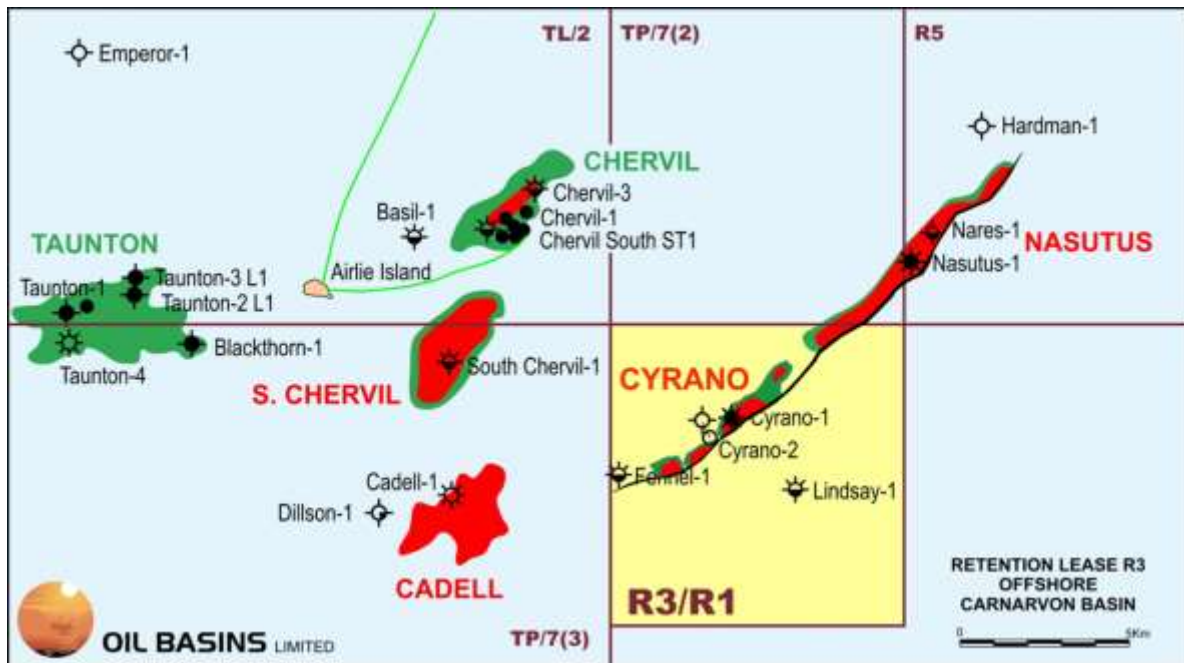 TL/2
TP/7(2)
R5
Emperor-1
Hardman-1
CHERVIL
Chervil-3
Basil-1
Chervil-1
Chervil South ST1
Nares-1
NASUTUS
Nasutus-1
TAUNTON
Taunton-3 L1
Taunton-1
Taunton-2 L1
Airlie Island
Blackthorn-1
Taunton-4
South Chervil-1
S. CHERVIL
CYRANO
Cyrano-1
Cyrano-2
Fennel-1
Lindsay-1
Cadell-1
Dillson-1
CADELL
R3/R1
RETENTION LEASE R3
OFFSHORE
CARNARVON BASIN
0 5Km
OIL BASINS LIMITED
TP/7(3)